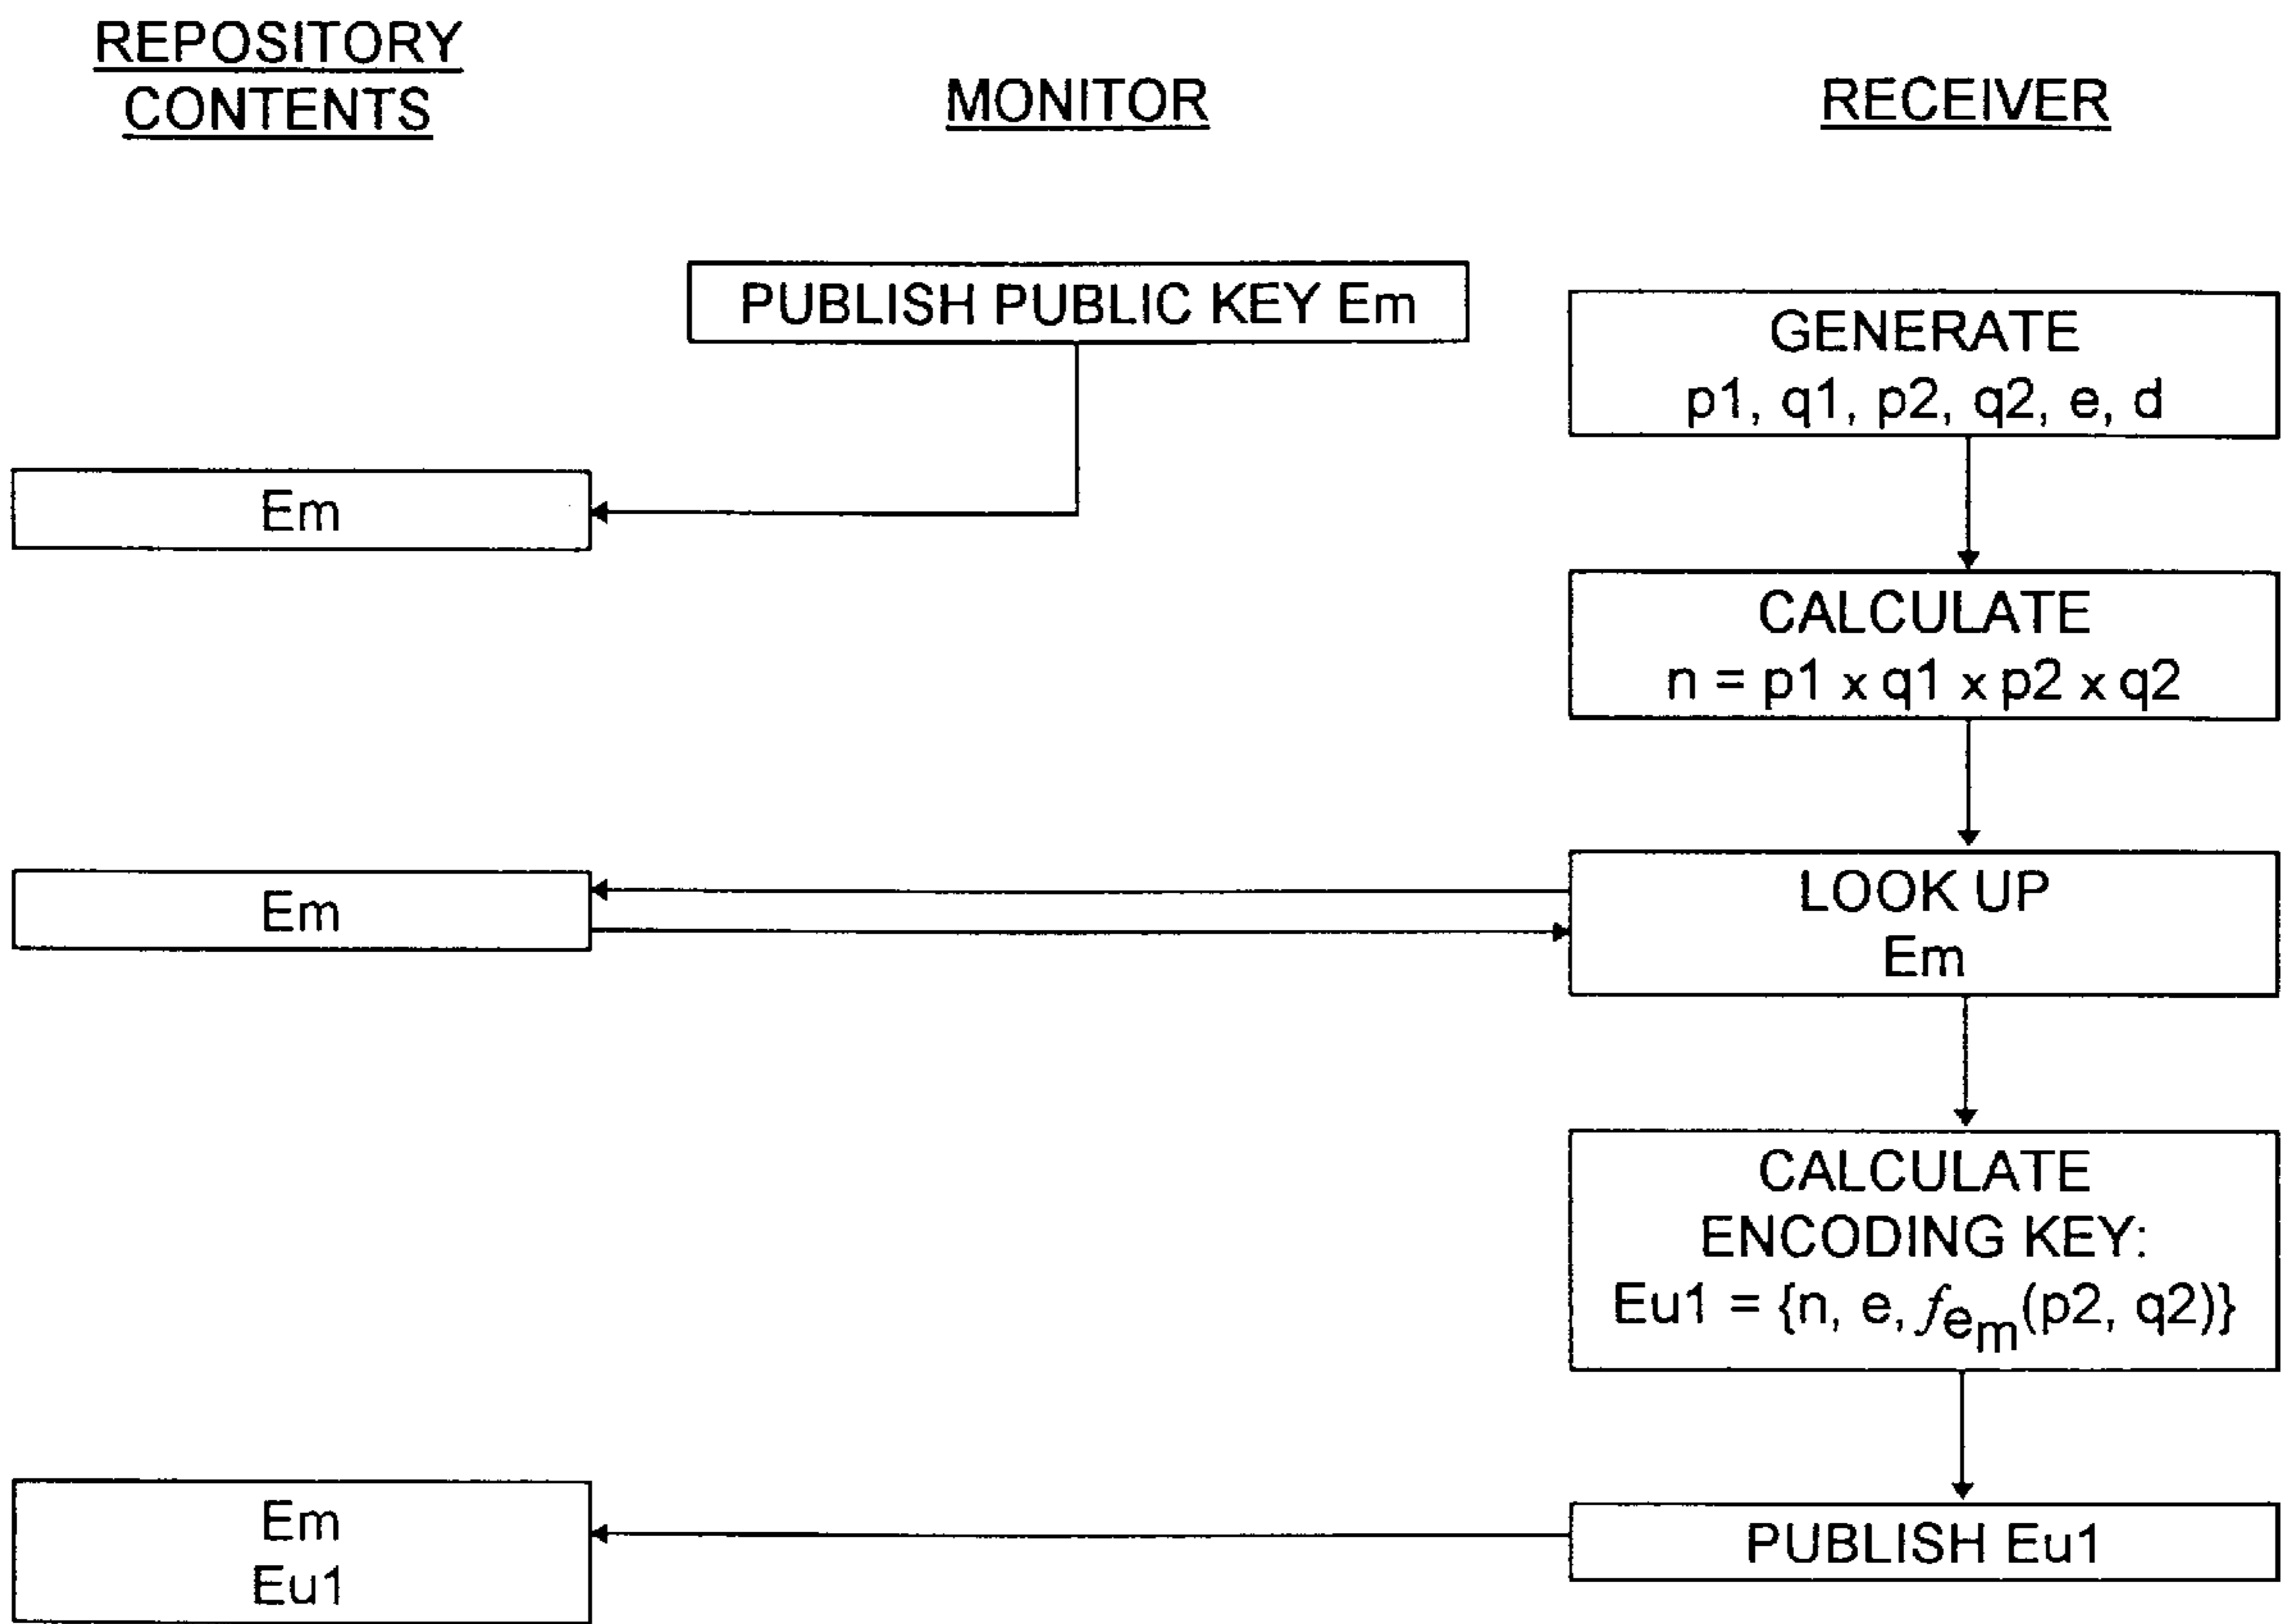 REPOSITORY
CONTENTS
MONITOR
RECEIVER
PUBLISH PUBLIC KEY Em
GENERATE
p1, q1, p2, q2, e, d
Em
CALCULATE
n = p1 x q1 x p2 x q2
Em
LOOK UP
Em
CALCULATE
ENCODING KEY:
Eu1 = {n, e, fem(p2, q2)}
Em
Eu1
PUBLISH Eu1